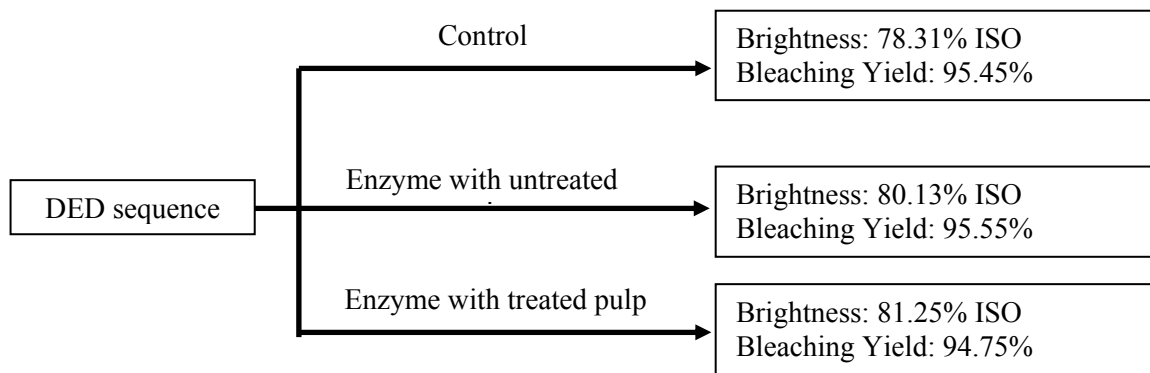 Control
Brightness: 78.31% ISO
Bleaching Yield: 95.45%
DED sequence
Enzyme with untreated
Brightness: 80.13% ISO
Bleaching Yield: 95.55%
Enzyme with treated pulp
Brightness: 81.25% ISO
Bleaching Yield: 94.75%